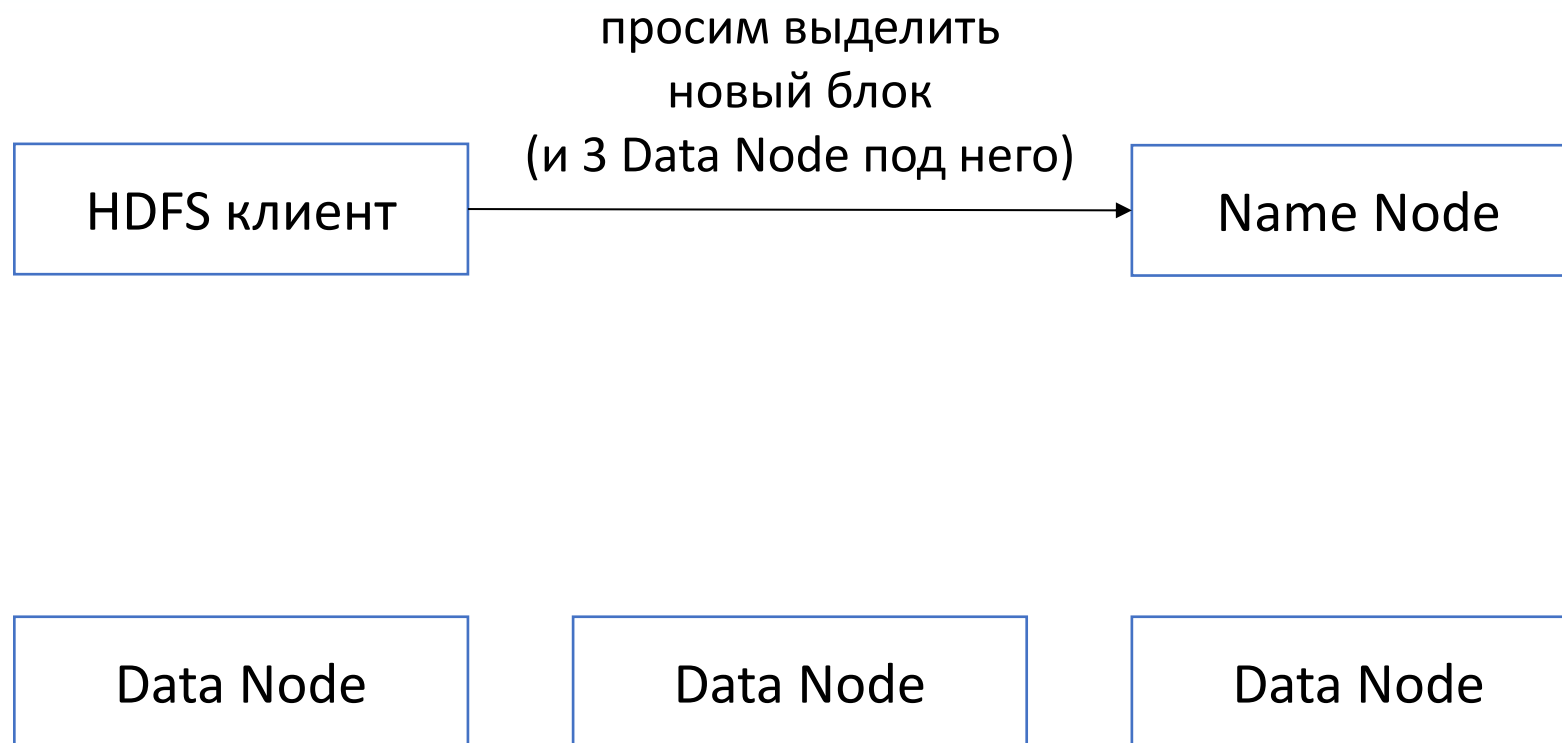 просим выделить
новый блок
(и 3 Data Node под него)
HDFS клиент
Name Node
Data Node
Data Node
Data Node